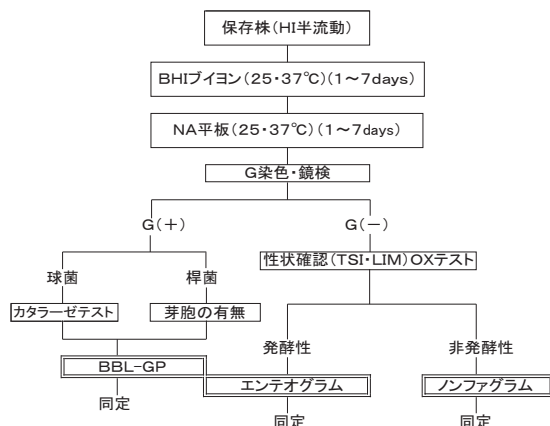 保存株(HI半流動)
BHIブイヨン(25・37℃)(1～7days)
NA平板(25・37℃)(1～7days)
G染色・鏡検
G(+)
G(－)
球菌
桿菌
性状確認(TSI・LIM)OXテスト
カタラーゼテスト
芽胞の有無
発酵性
非発酵性
BBL-GP
エンテオグラム
ノンファグラム
同定
同定
同定